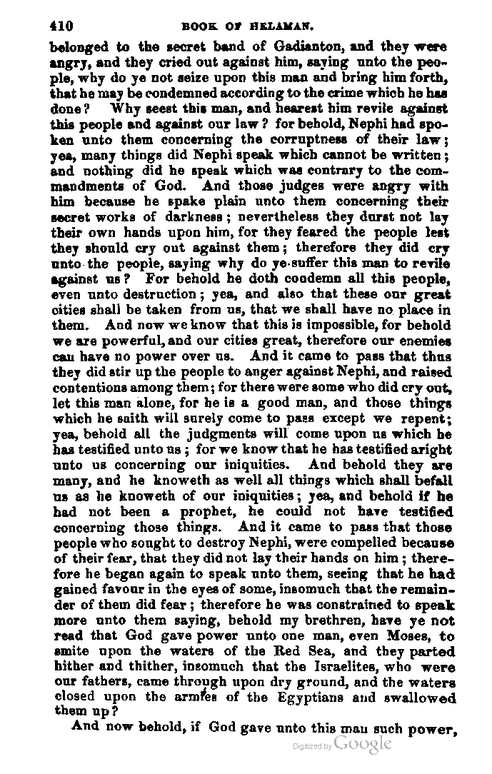 410 BOOK OF HELAMAN.
belonged to the secret band of Gadianton, and they were
angry, and they cried out against him, saying unto the peo-
ple, why do ye not seize upon this man and bring him forth,
that he may be condemned according to the crime which he has
done? Why seest this man, and hearest him revile against
this people and against our law? for behold, Nephi had spo-
ken unto them concerning the corruptness of their law;
yea, many things did Nephi speak which cannot be written;
and nothing did he speak which was contrary to the com-
mandments of God. And those judges were angry with
him because he spake plain unto them concerning their
secret works of darkness; nevertheless they durst not lay
their own hands upon him, for they feared the people lest
they should cry out against them; therefore they did cry
unto the people, saying why do ye suffer this man to revile
against us? For behold he doth condemn all this people,
even unto destruction; yea, and also that these our great
cities shall be taken from us, that we shall have no place in
them. And now we know that this is impossible, for behold
we are powerful, and our cities great, therefore our enemies
can have no power over us. And it came to pass that thus
they did stir up the people to anger against Nephi, and raised
contentions among them; for there were some who did cry out,
let this man alone, for he is a good man, and those things
which he saith will surely come to pass except we repent;
yea, behold all the judgments will come upon us which he
has testified unto us; for we know that he has testified aright
unto us concerning our iniquities. And behold they are
many, and he knoweth as well all things which shall befall
us as he knoweth of our iniquities; yea, and behold if he
had not been a prophet, he could not have testified
concerning those things. And it came to pass that those
people who sought to destroy Nephi, were compelled because
of their fear, that they did not lay their hands on him; there-
fore he began again to speak unto them, seeing that he had
gained favour in the eyes of some, insomuch that the remain-
der of them did fear; therefore he was constrained to speak
more unto them saying, behold my brethren, have ye not
read that God gave power unto one man, even Moses, to
smite upon the waters of the Red Sea, and they parted
hither and thither, insomuch that the Israelites, who were
our fathers, came through upon dry ground, and the waters
closed upon the armies of the Egyptians and swallowed
them up?
And now behold, if God gave unto this man such power,
Digitized by Google